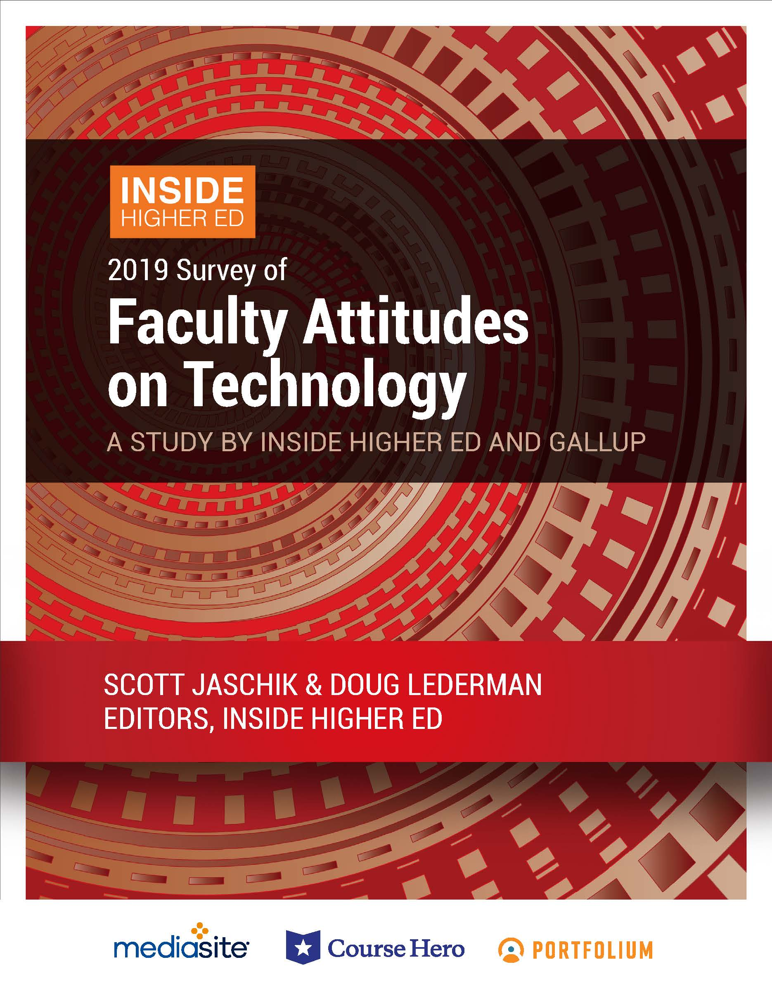 INSIDE
HIGHER ED
2019 Survey of
Faculty Attitudes
on Technology
A STUDY BY INSIDE HIGHER ED AND GALLUP
SCOTT JASCHIK & DOUG LEDERMAN
EDITORS, INSIDE HIGHER ED
mediasite
Course Hero
PORTFOLIUM